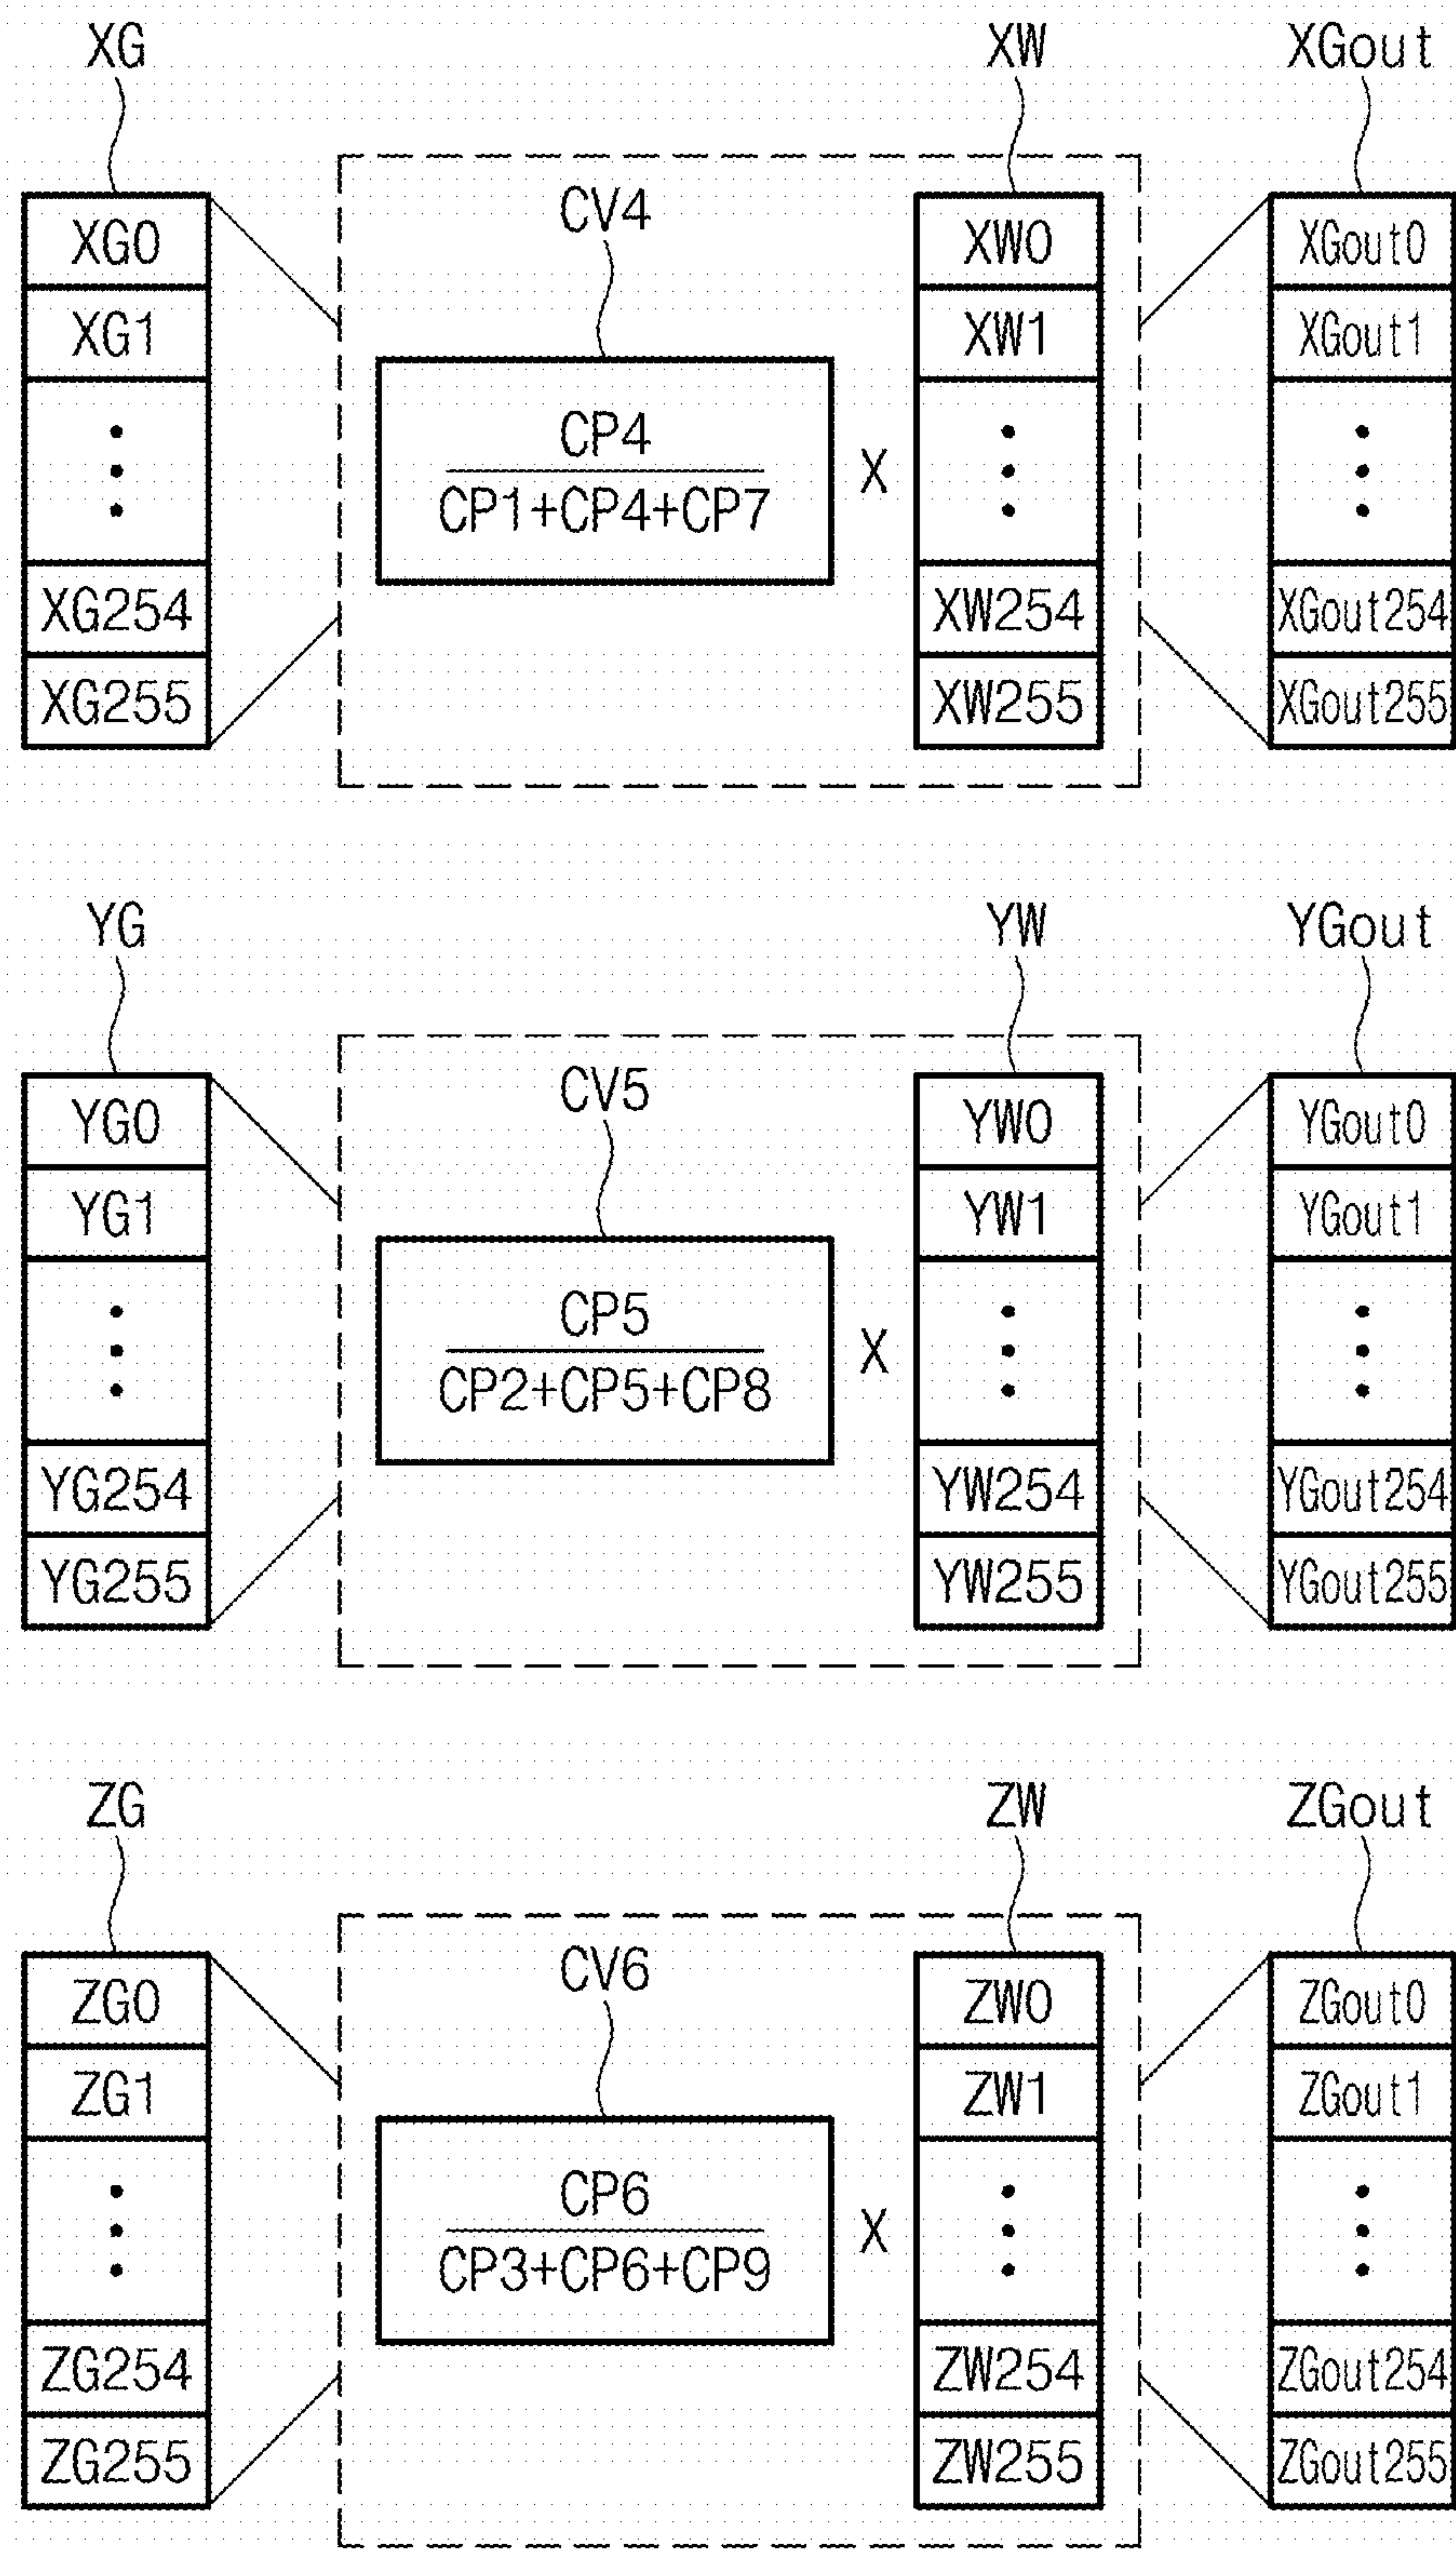 XG XW XGout
XG0 CV4 XW0 XGout0
XG1 XW1 XGout1
CP4
CP1+CP4+CP7
X
XG254 XW254 XGout254
XG255 XW255 XGout255
YG YW YGout
YG0 CV5 YW0 YGout0
YG1 YW1 YGout1
CP5
CP2+CP5+CP8
X
YG254 YW254 YGout254
YG255 YW255 YGout255
ZG ZW ZGout
ZG0 CV6 ZW0 ZGout0
ZG1 ZW1 ZGout1
CP6
CP3+CP6+CP9
X
ZG254 ZW254 ZGout254
ZG255 ZW255 ZGout255